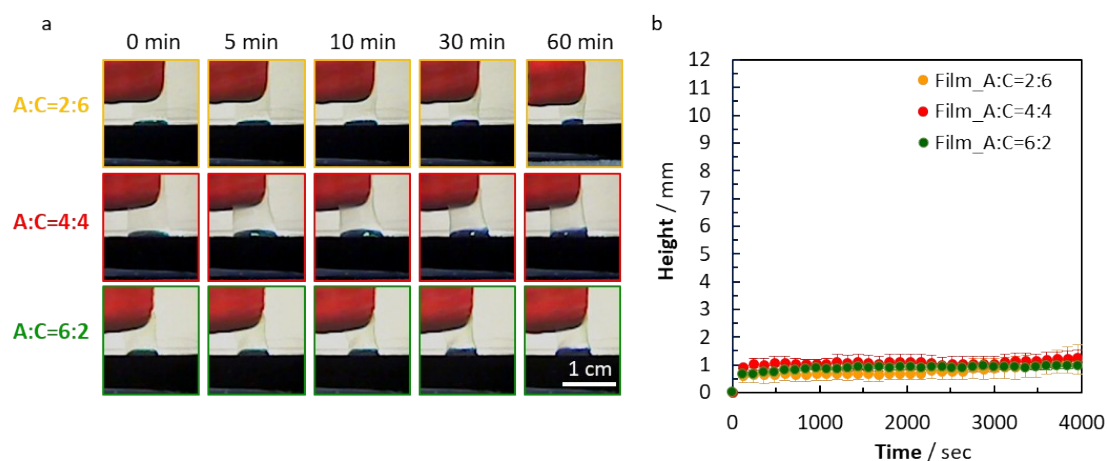 a
0 min 5 min 10 min 30 min 60 min
A:C=2:6
A:C=4:4
A:C=6:2
1 cm
b
Height / mm
12
11
10
9
8
7
6
5
4
3
2
1
0
Film_A:C=2:6
Film_A:C=4:4
Film_A:C=6:2
0 1000 2000 3000 4000
Time / sec